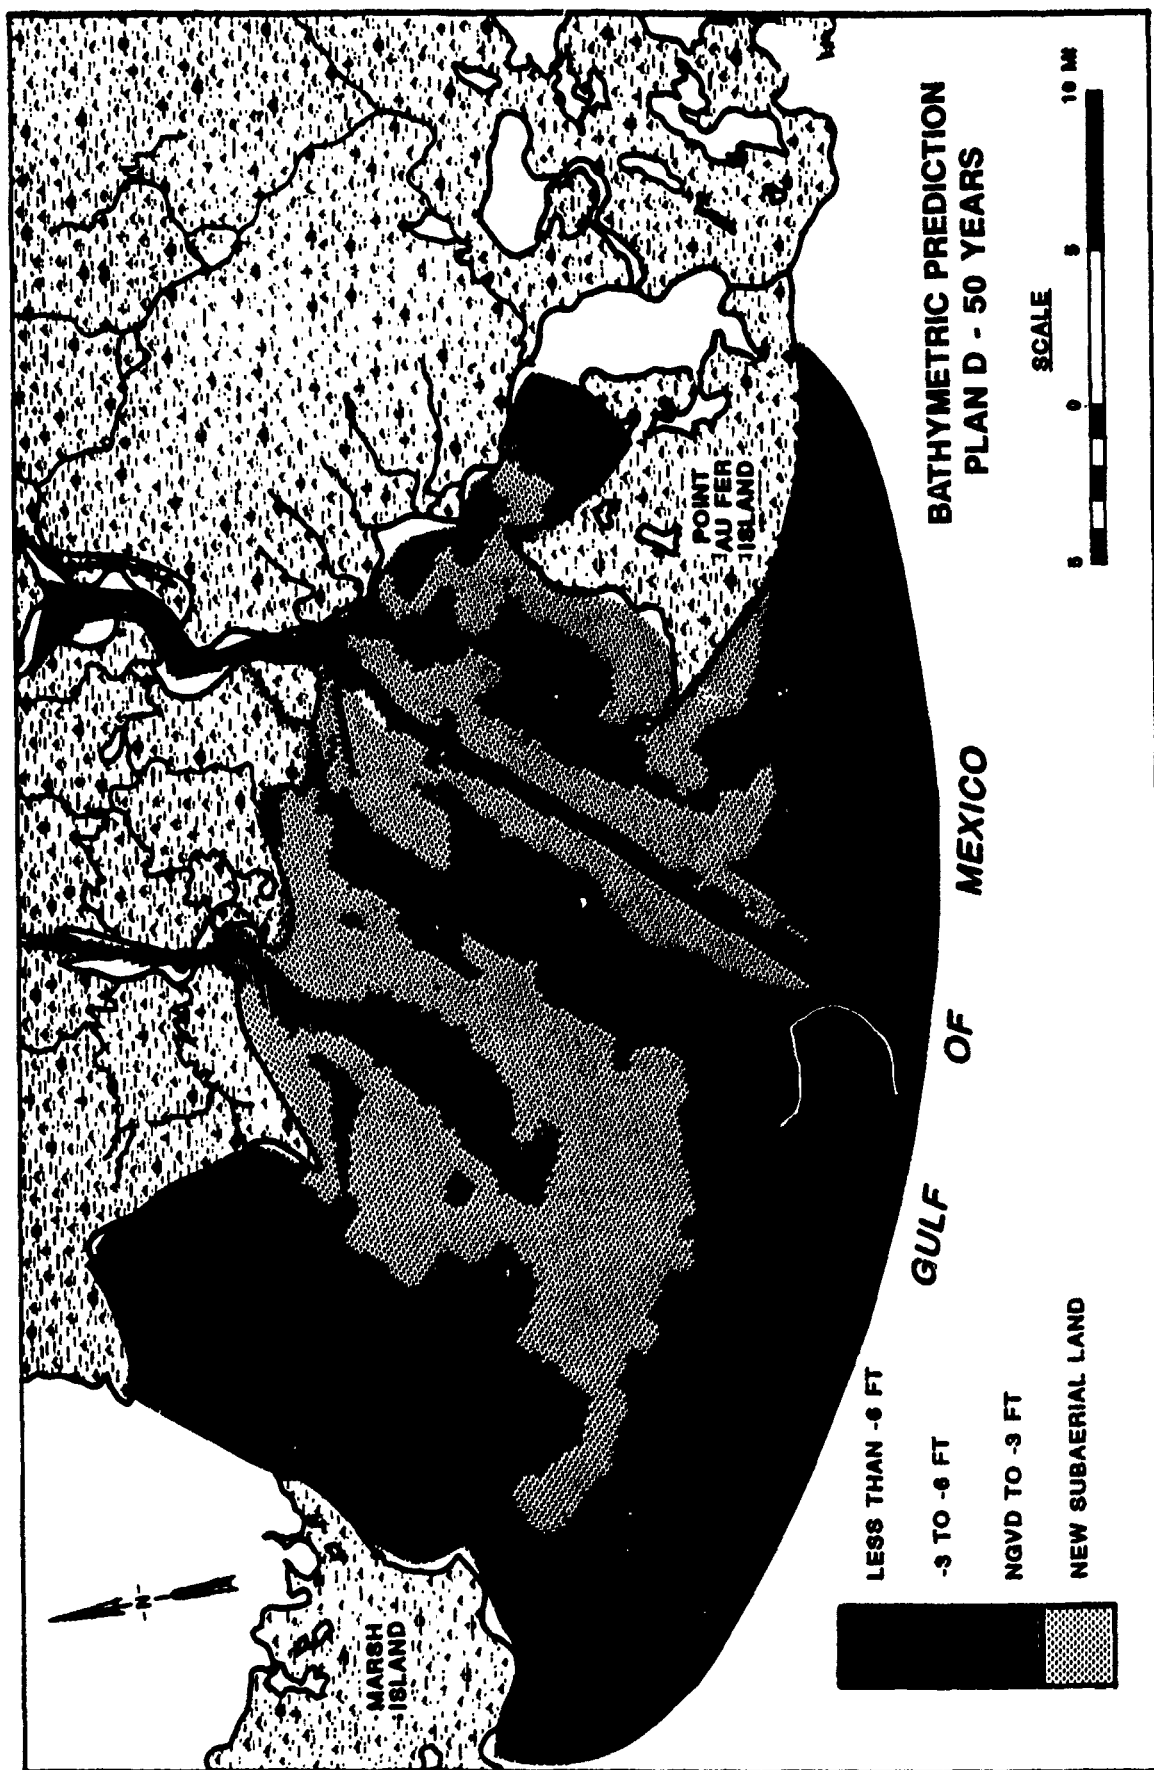 BATHYMETRIC PREDICTION
PLAN D - 50 YEARS
SCALE
5 0 5 10 MI
POINT
AU FER
ISLAND
MARSH
ISLAND
N
GULF OF MEXICO
LESS THAN -6 FT
-3 TO -6 FT
NGVD TO -3 FT
NEW SUBAERIAL LAND